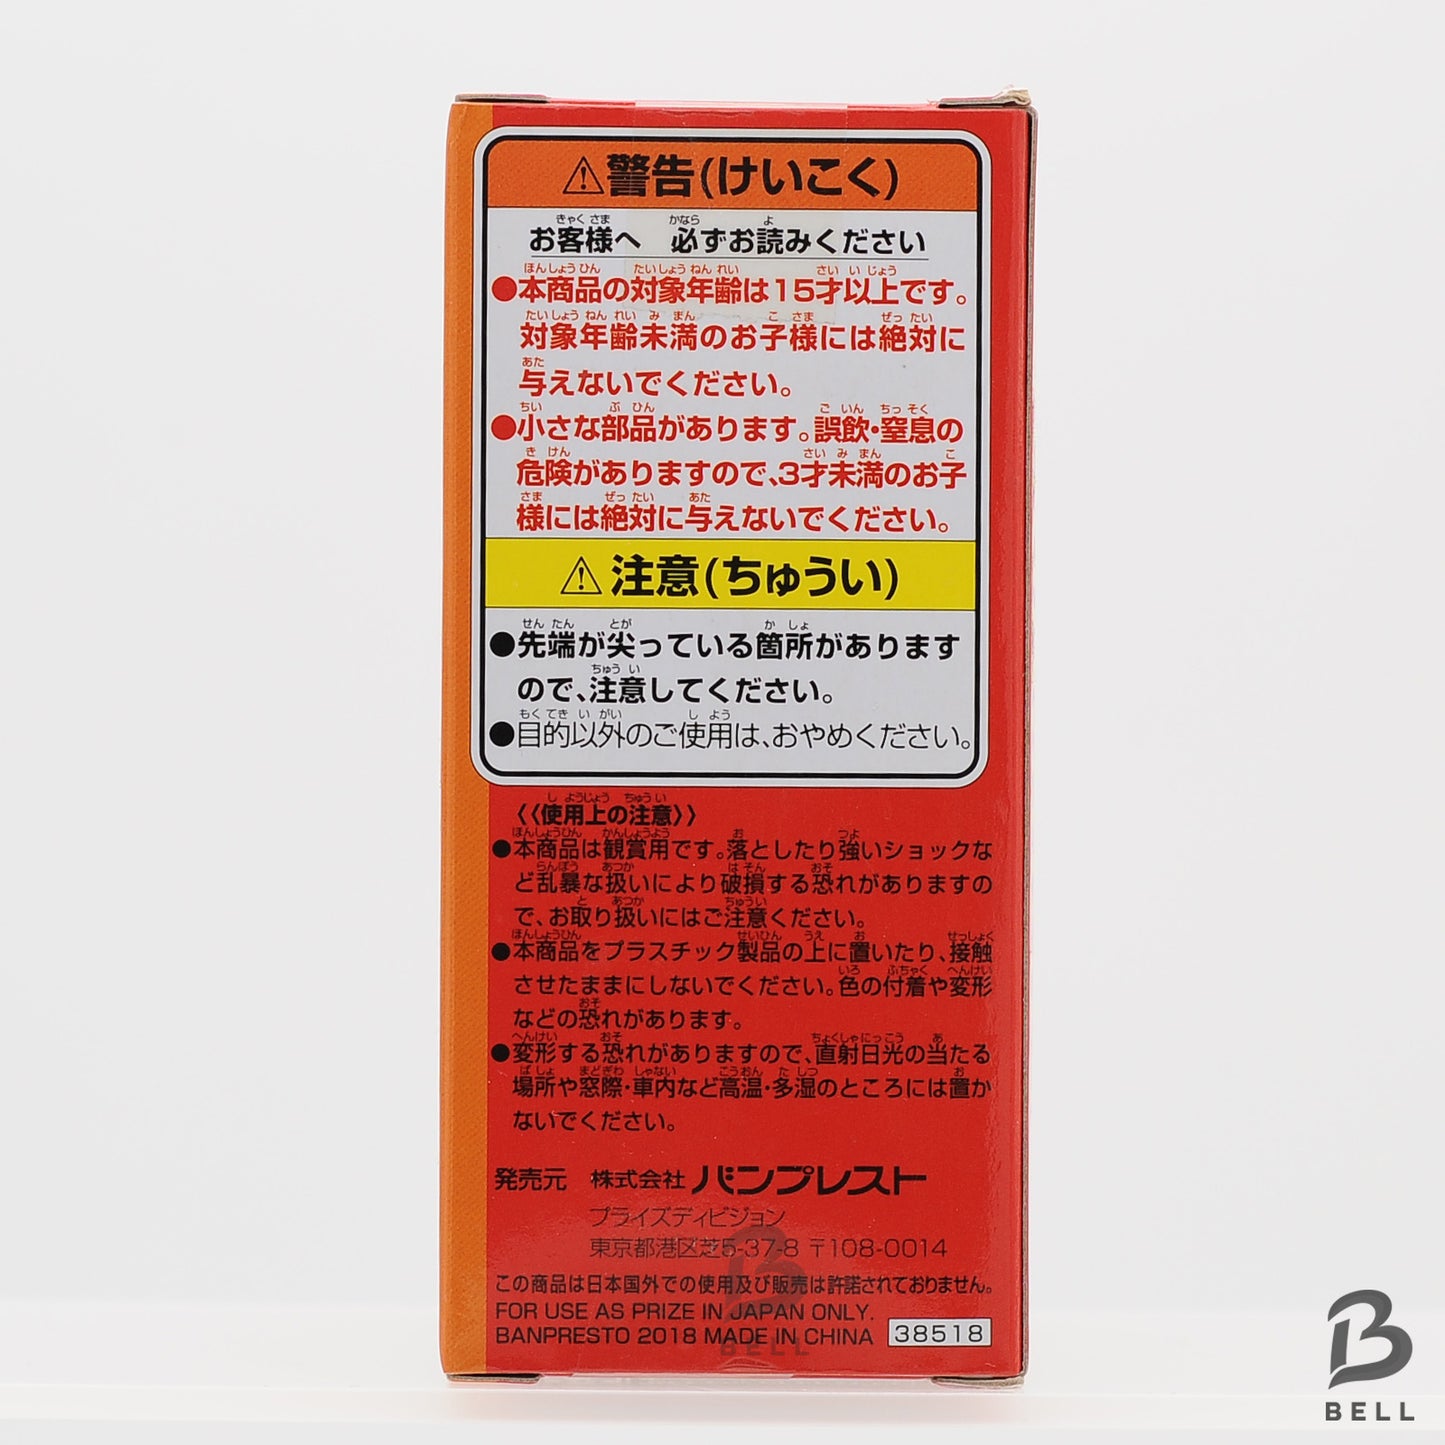 ⚠警告(けいこく)
お客様へ 必ずお読みください
●本商品の対象年齢は15才以上です。
対象年齢未満のお子様には絶対に
与えないでください。
●小さな部品があります。誤飲・窒息の
危険がありますので、3才未満のお子
様には絶対に与えないでください。
⚠注意(ちゅうい)
●先端が尖っている箇所があります
ので、注意してください。
●目的以外のご使用は、おやめください。
《使用上の注意》
●本商品は観賞用です。落としたり強いショックな
ど乱暴な扱いにより破損する恐れがありますの
で、お取り扱いにはご注意ください。
●本商品をプラスチック製品の上に置いたり、接触
させたままにしないでください。色の付着や変形
などの恐れがあります。
●変形する恐れがありますので、直射日光の当たる
場所や窓際・車内など高温・多湿のところには置か
ないでください。
発売元 株式会社 バンプレスト
プライズディビジョン
東京都港区芝5-37-8 〒108-0014
この商品は日本国外での使用及び販売は許諾されておりません。
FOR USE AS PRIZE IN JAPAN ONLY.
BANPRESTO 2018 MADE IN CHINA 38518
BELL
BELL